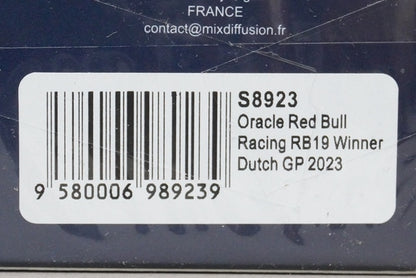 FRANCE
contact@mixdiffusion.fr
S8923
Oracle Red Bull
Racing RB19 Winner
Dutch GP 2023
9 580006 989239